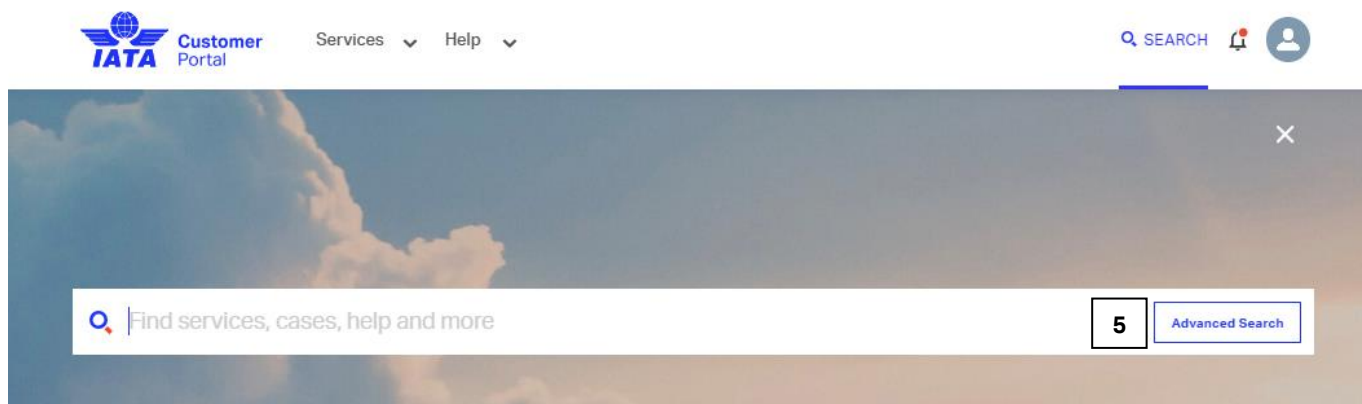 IATA
Customer
Portal
Services
Help
SEARCH
Find services, cases, help and more
5
Advanced Search